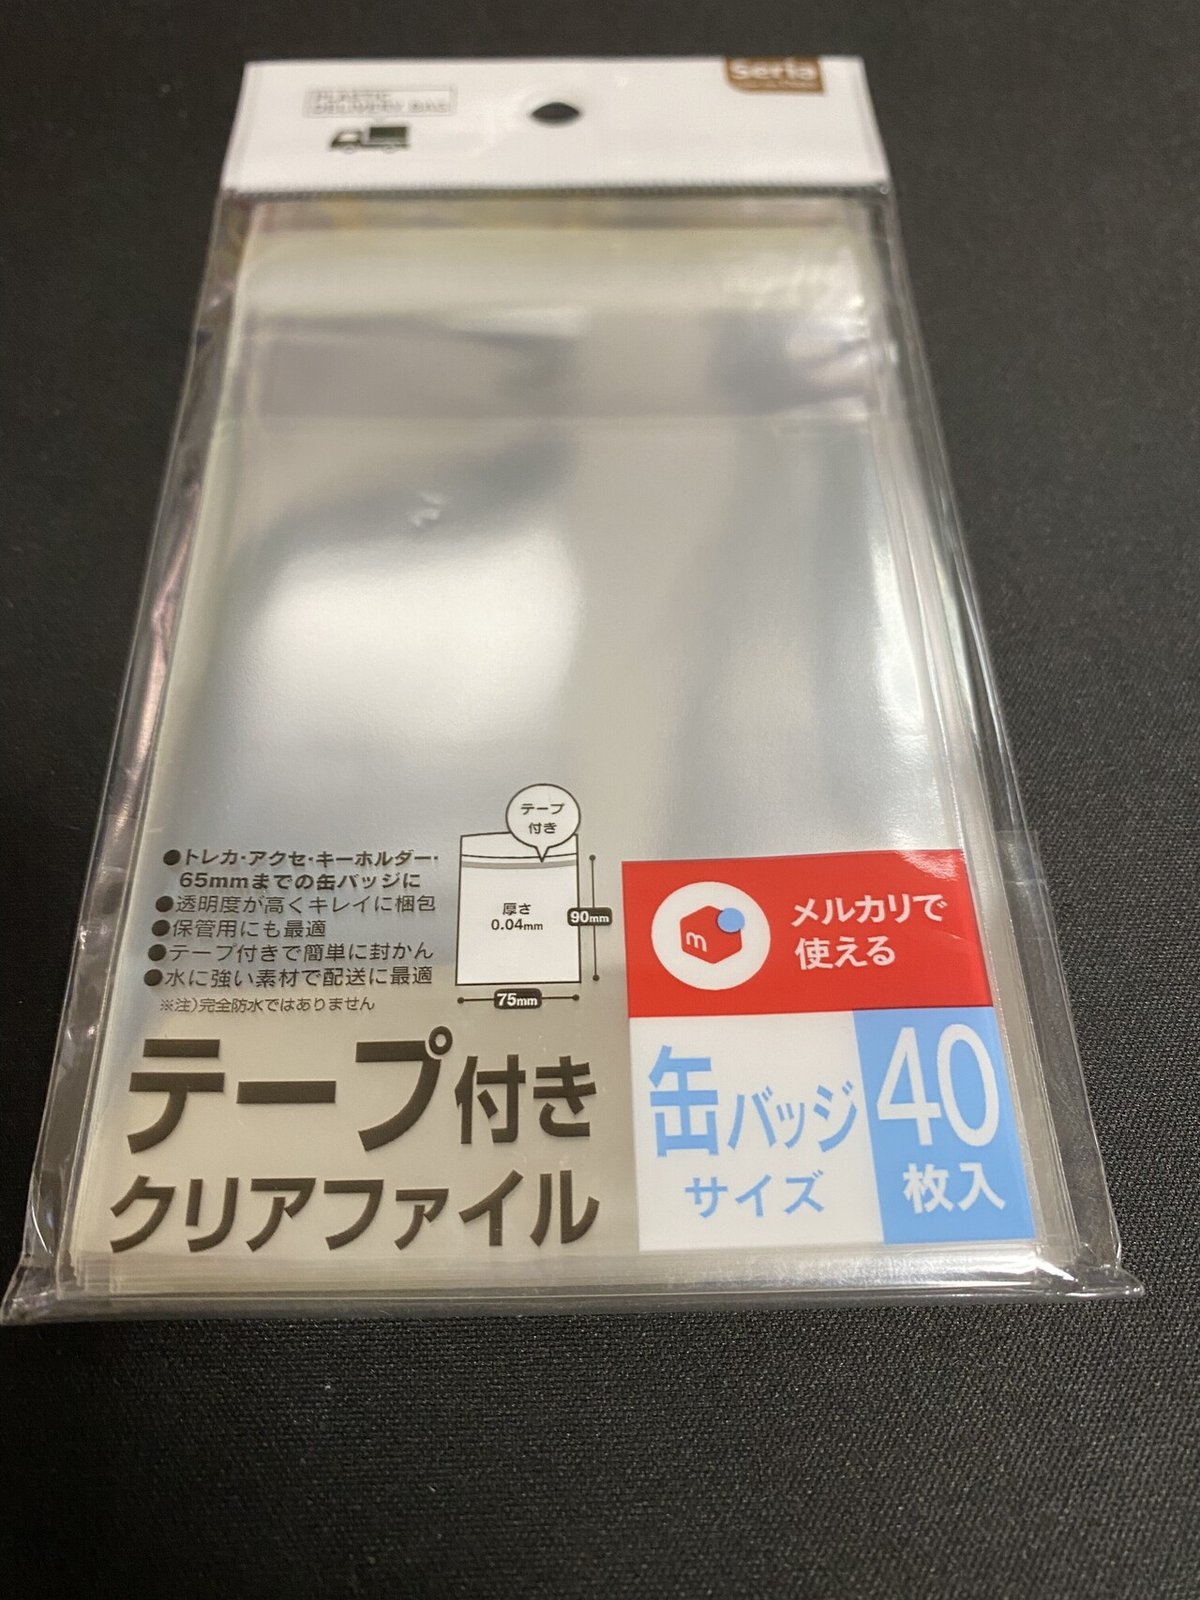 PLASTIC
DELIVERY BAG
Seria
テープ
付き
●トレカ・アクセ・キーホルダー・
65mmまでの缶バッジに
●透明度が高くキレイに梱包
●保管用にも最適
●テープ付きで簡単に封かん
●水に強い素材で配送に最適
※注)完全防水ではありません
厚さ
0.04mm
90mm
75mm
m
メルカリで
使える
テープ付き
クリアファイル
缶バッジ
サイズ
40
枚入